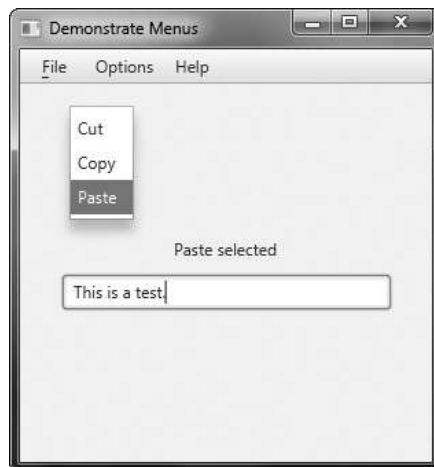 Demonstrate Menus
File Options Help
Cut
Copy
Paste
Paste selected
This is a test.